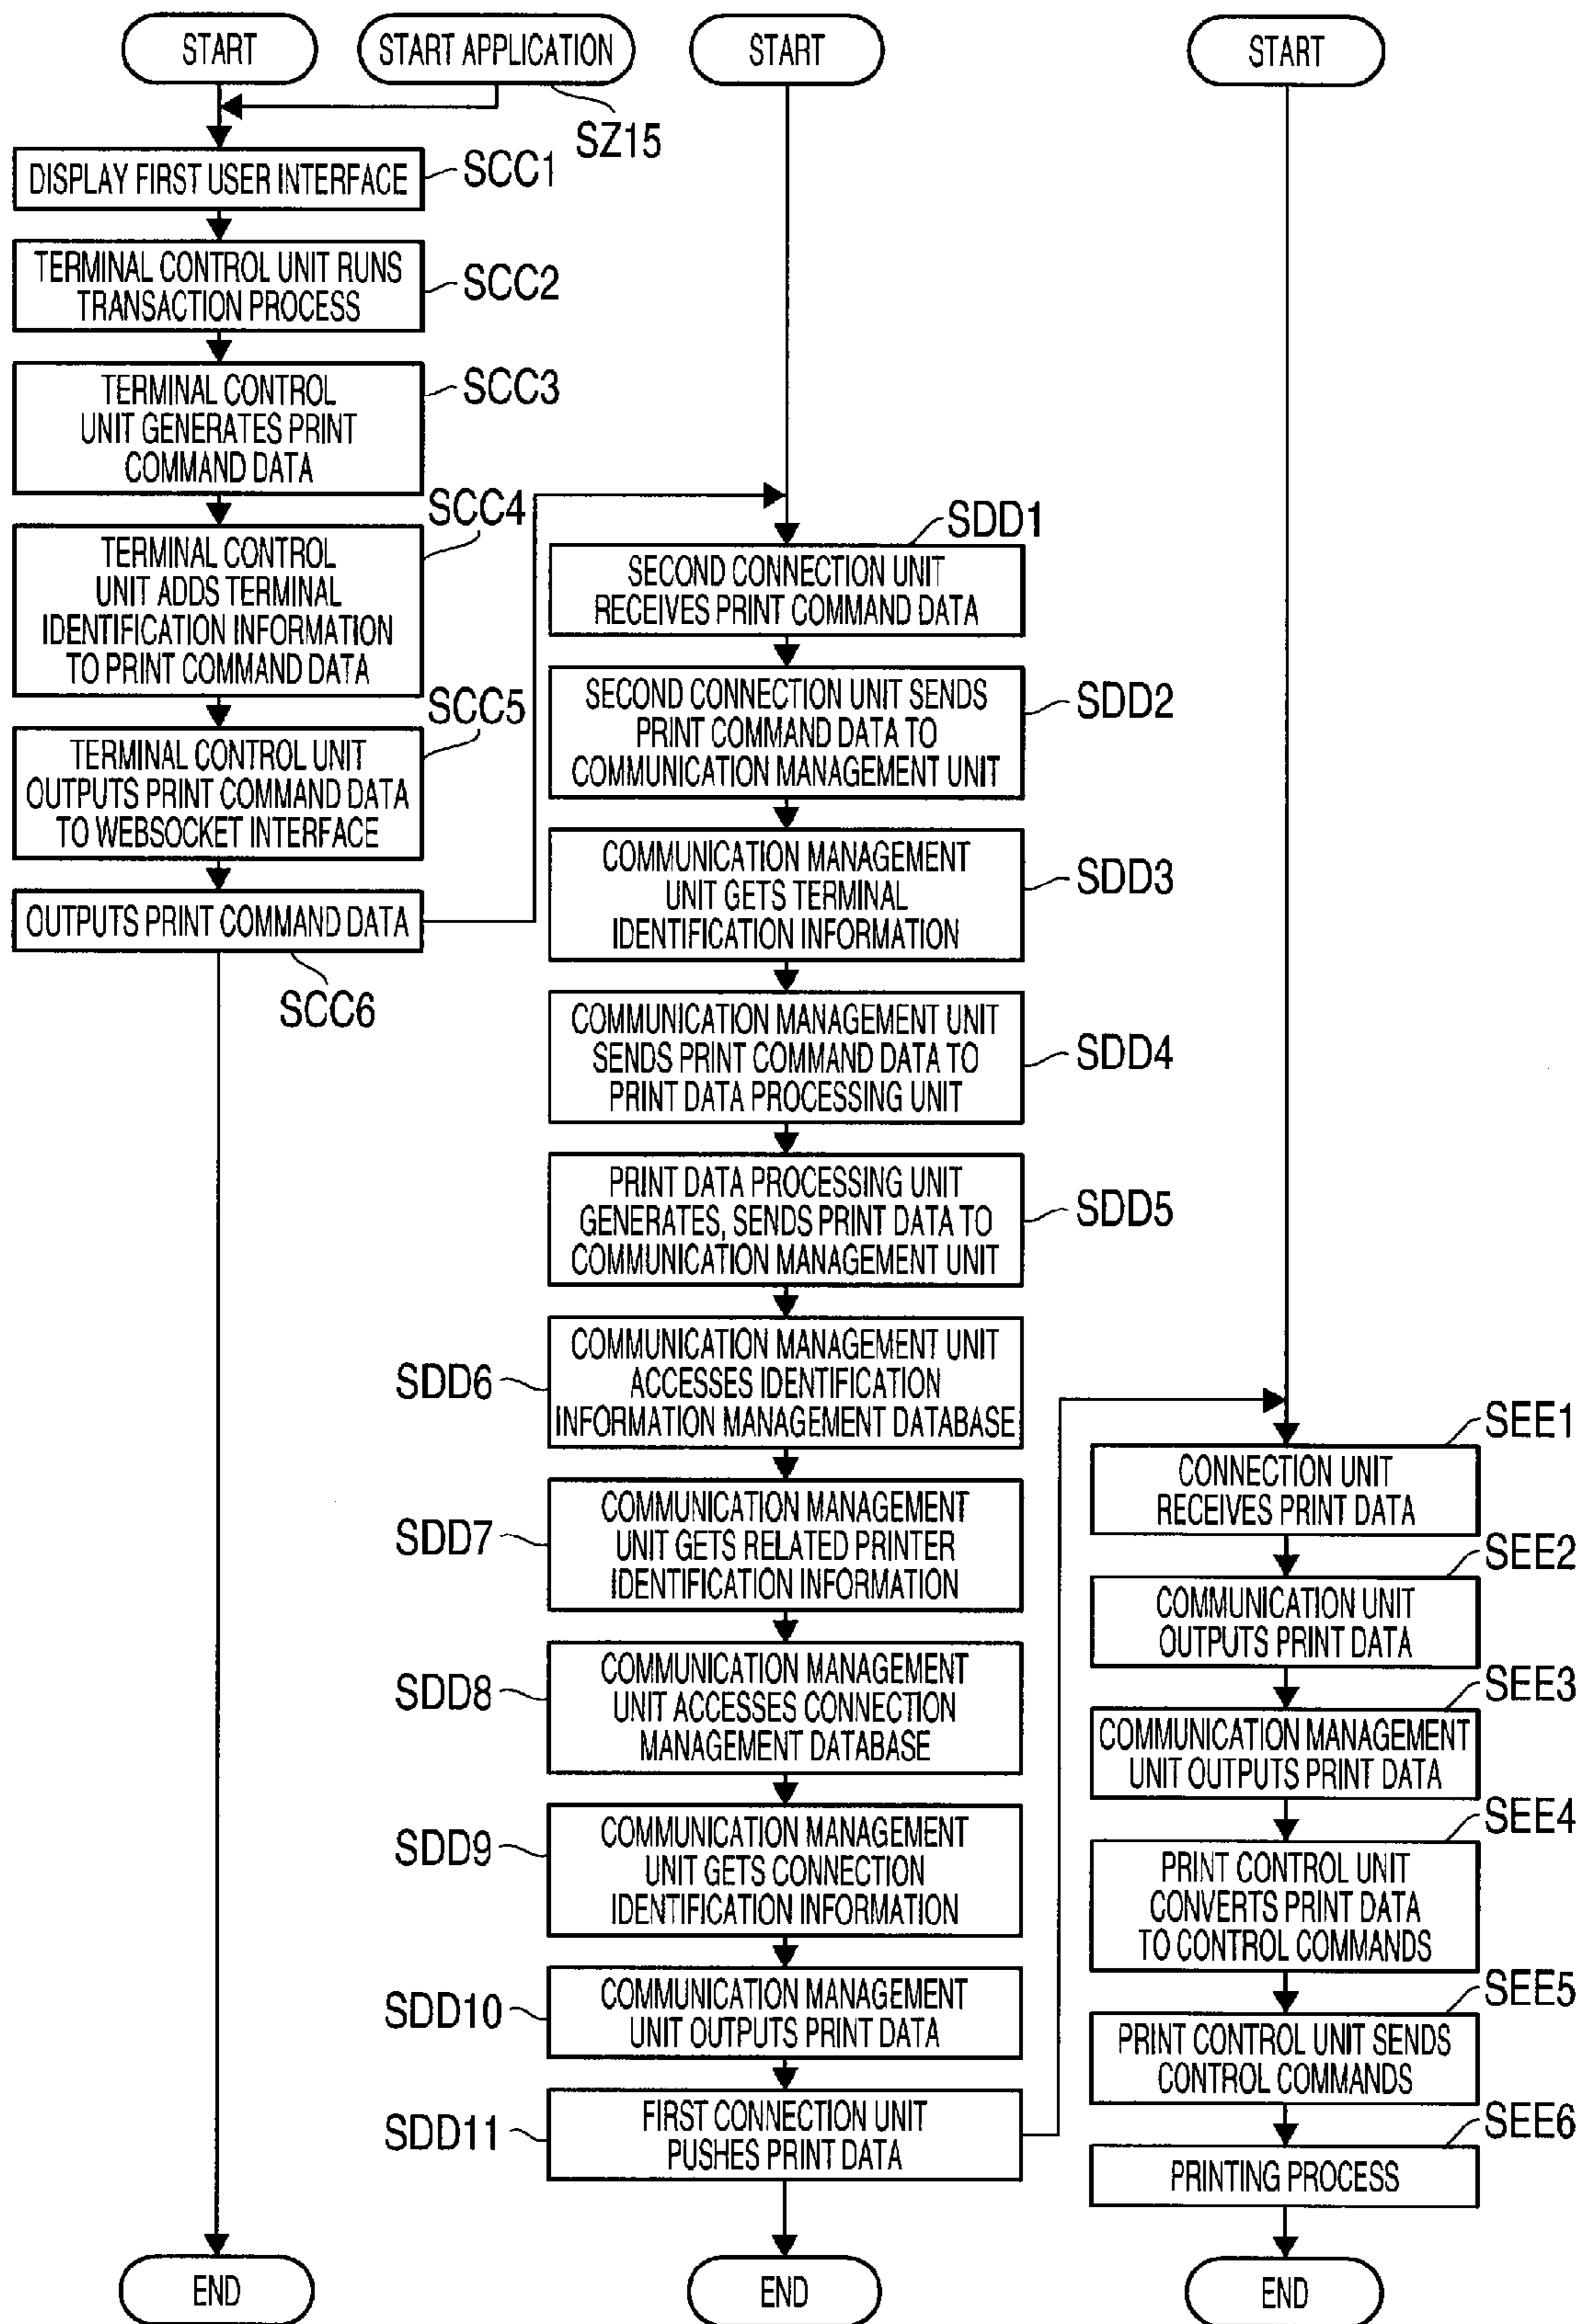 START
START APPLICATION
SZ15
DISPLAY FIRST USER INTERFACE
SCC1
TERMINAL CONTROL UNIT RUNS
TRANSACTION PROCESS
SCC2
TERMINAL CONTROL
UNIT GENERATES PRINT
COMMAND DATA
SCC3
TERMINAL CONTROL
UNIT ADDS TERMINAL
IDENTIFICATION INFORMATION
TO PRINT COMMAND DATA
SCC4
TERMINAL CONTROL UNIT
OUTPUTS PRINT COMMAND DATA
TO WEBSOCKET INTERFACE
SCC5
OUTPUTS PRINT COMMAND DATA
SCC6
END
START
SECOND CONNECTION UNIT
RECEIVES PRINT COMMAND DATA
SDD1
SECOND CONNECTION UNIT SENDS
PRINT COMMAND DATA TO
COMMUNICATION MANAGEMENT UNIT
SDD2
COMMUNICATION MANAGEMENT
UNIT GETS TERMINAL
IDENTIFICATION INFORMATION
SDD3
COMMUNICATION MANAGEMENT UNIT
SENDS PRINT COMMAND DATA TO
PRINT DATA PROCESSING UNIT
SDD4
PRINT DATA PROCESSING UNIT
GENERATES, SENDS PRINT DATA TO
COMMUNICATION MANAGEMENT UNIT
SDD5
COMMUNICATION MANAGEMENT UNIT
ACCESSES IDENTIFICATION
INFORMATION MANAGEMENT DATABASE
SDD6
COMMUNICATION MANAGEMENT
UNIT GETS RELATED PRINTER
IDENTIFICATION INFORMATION
SDD7
COMMUNICATION MANAGEMENT
UNIT ACCESSES CONNECTION
MANAGEMENT DATABASE
SDD8
COMMUNICATION MANAGEMENT
UNIT GETS CONNECTION
IDENTIFICATION INFORMATION
SDD9
COMMUNICATION MANAGEMENT
UNIT OUTPUTS PRINT DATA
SDD10
FIRST CONNECTION UNIT
PUSHES PRINT DATA
SDD11
END
START
CONNECTION UNIT
RECEIVES PRINT DATA
SEE1
COMMUNICATION UNIT
OUTPUTS PRINT DATA
SEE2
COMMUNICATION MANAGEMENT
UNIT OUTPUTS PRINT DATA
SEE3
PRINT CONTROL UNIT
CONVERTS PRINT DATA
TO CONTROL COMMANDS
SEE4
PRINT CONTROL UNIT SENDS
CONTROL COMMANDS
SEE5
PRINTING PROCESS
SEE6
END